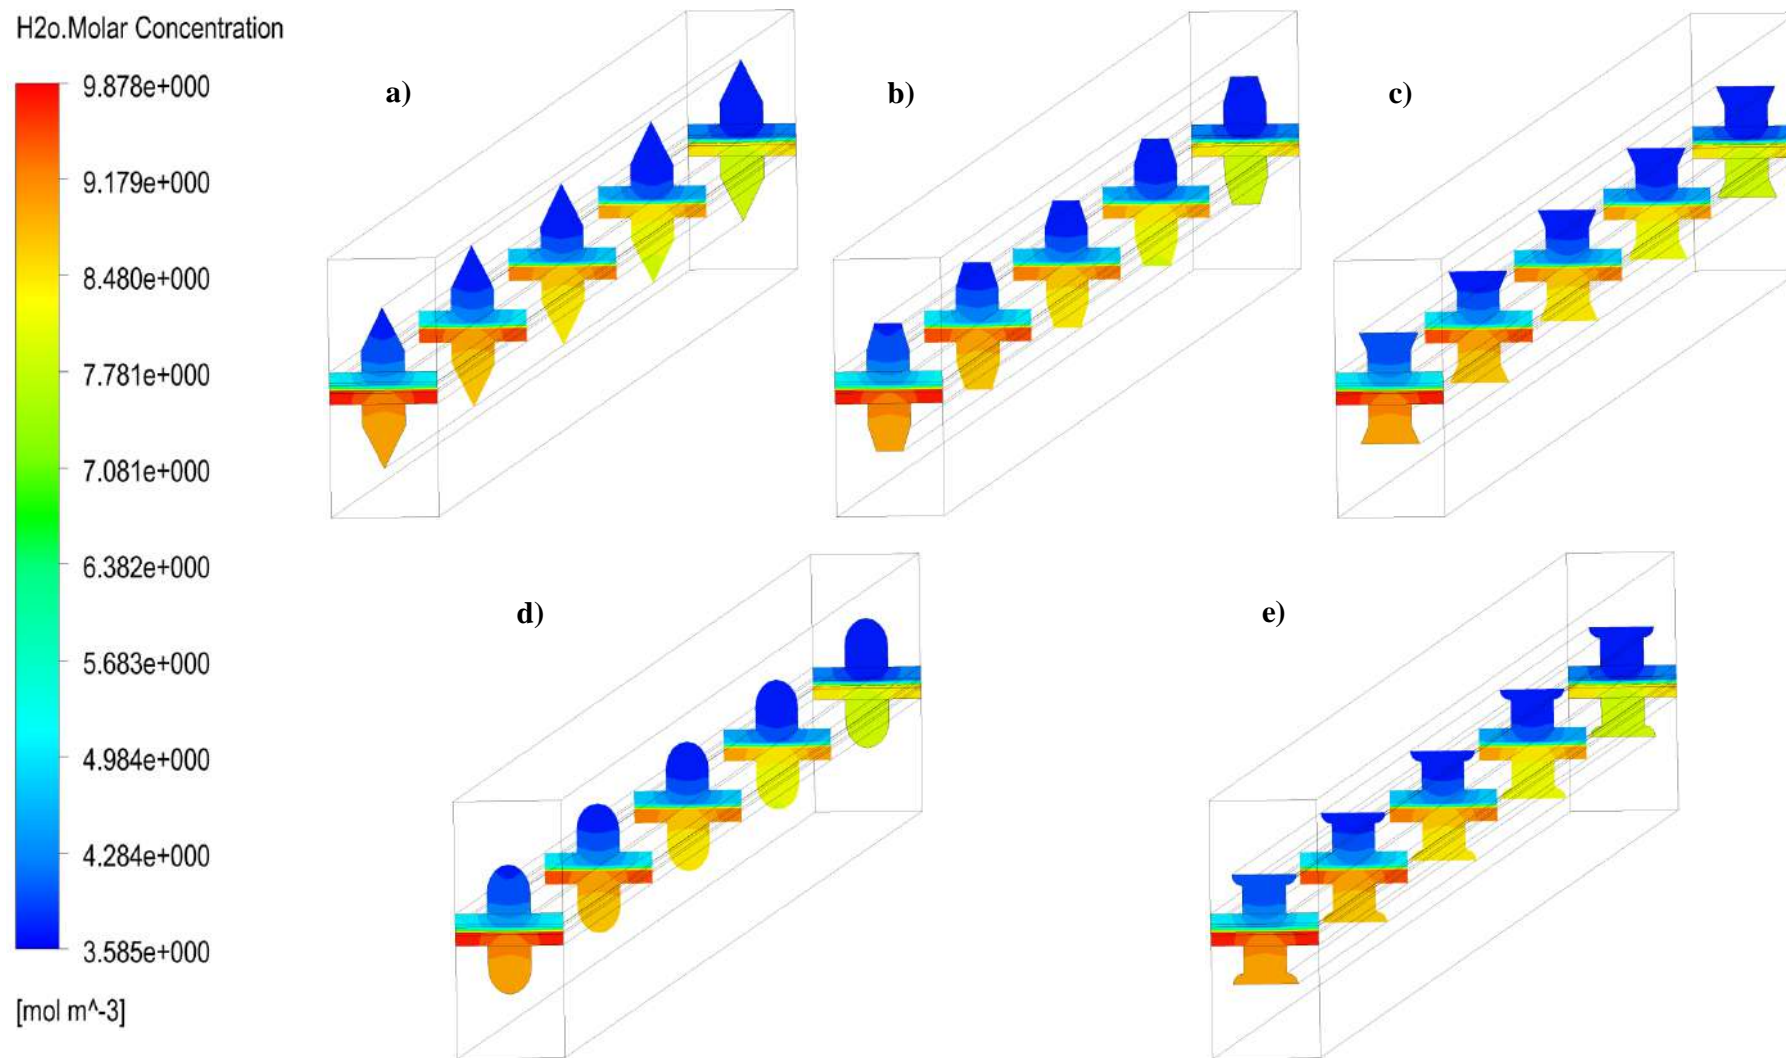 H2o.Molar Concentration
9.878e+000
9.179e+000
8.480e+000
7.781e+000
7.081e+000
6.382e+000
5.683e+000
4.984e+000
4.284e+000
3.585e+000
[mol m^-3]
a)
b)
c)
d)
e)